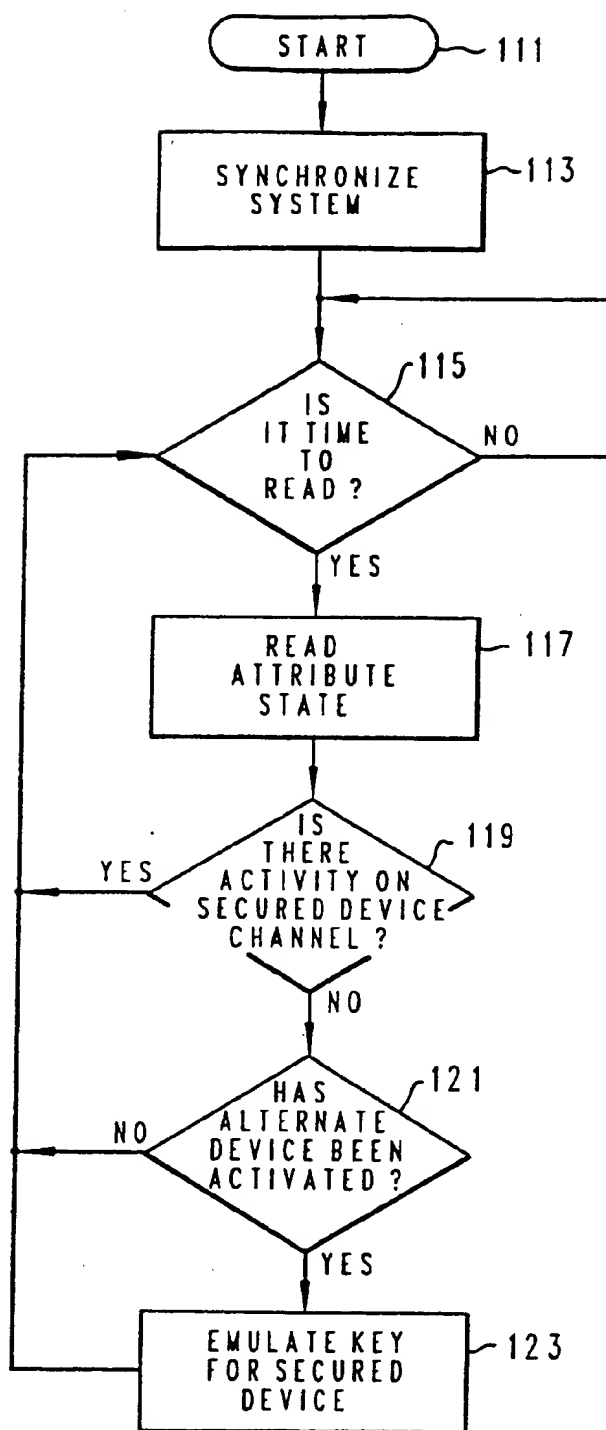 START
111
SYNCHRONIZE
SYSTEM
113
115
IS
IT TIME
TO
READ ?
NO
YES
READ
ATTRIBUTE
STATE
117
IS
THERE
ACTIVITY ON
SECURED DEVICE
CHANNEL ?
119
YES
NO
HAS
ALTERNATE
DEVICE BEEN
ACTIVATED ?
121
NO
YES
EMULATE KEY
FOR SECURED
DEVICE
123